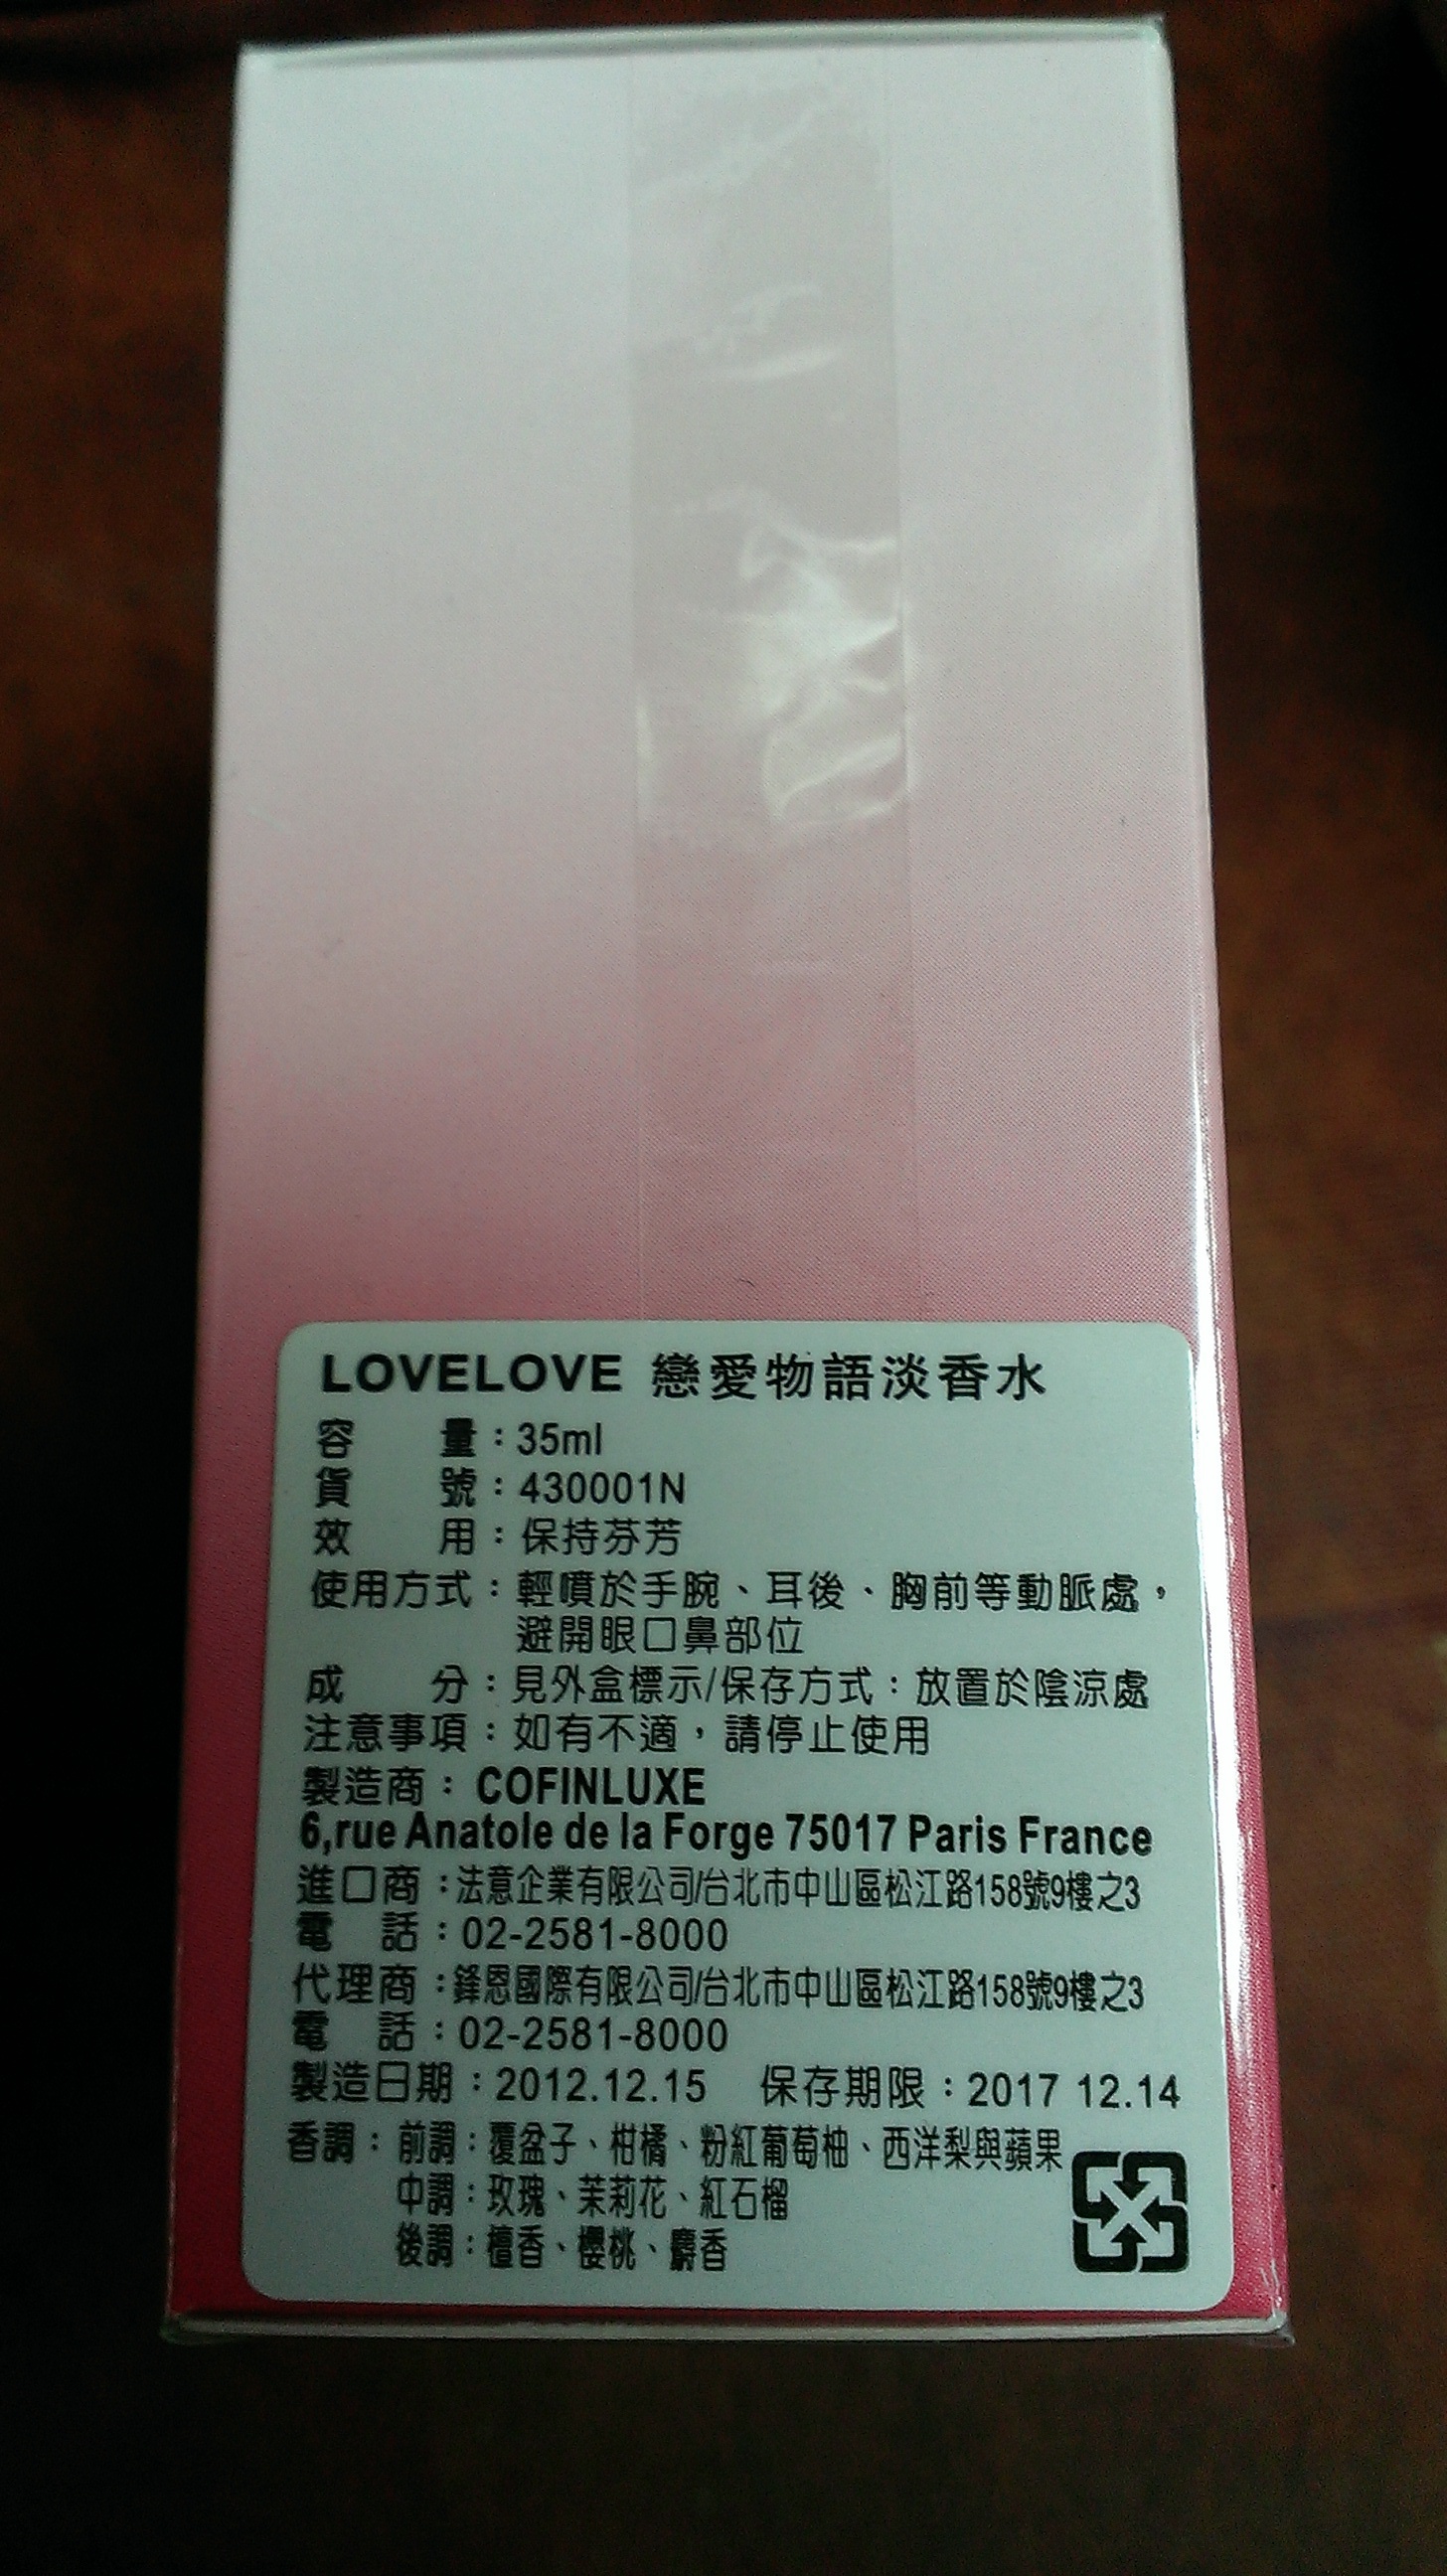 LOVELOVE 戀愛物語淡香水
容 量：35ml
貨 號：430001N
效 用：保持芬芳
使用方式：輕噴於手腕、耳後、胸前等動脈處，
避開眼口鼻部位
成 分：見外盒標示/保存方式：放置於陰涼處
注意事項：如有不適，請停止使用
製造商：COFINLUXE
6,rue Anatole de la Forge 75017 Paris France
進口商：法意企業有限公司/台北市中山區松江路158號9樓之3
電 話：02-2581-8000
代理商：鋒恩國際有限公司/台北市中山區松江路158號9樓之3
電 話：02-2581-8000
製造日期：2012.12.15 保存期限：2017 12.14
香調：前調：覆盆子、柑橘、粉紅葡萄柚、西洋梨與蘋果
中調：玫瑰、茉莉花、紅石榴
後調：檀香、櫻桃、麝香